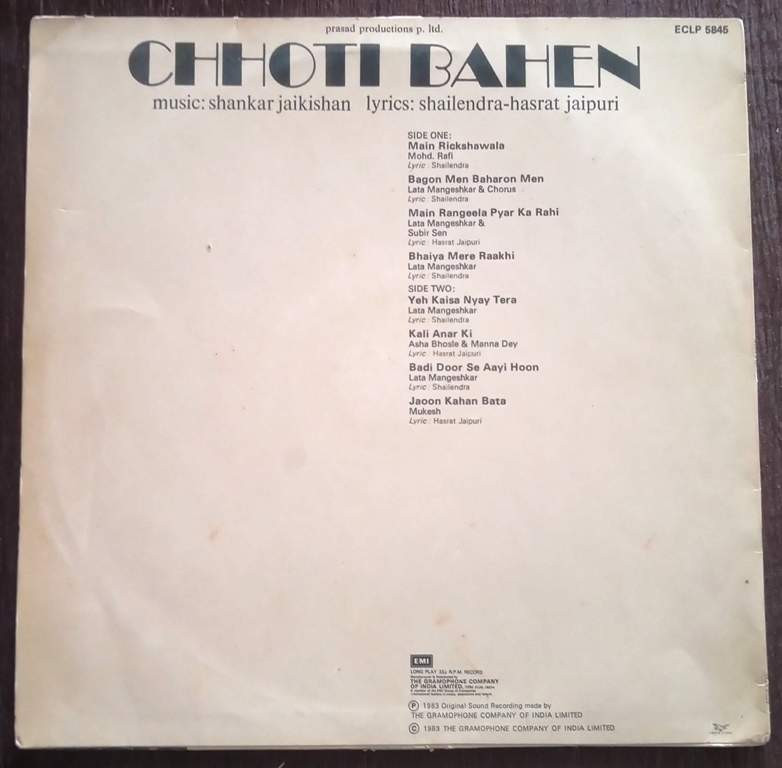 prasad productions p. ltd.
ECLP 5845
CHHOTI BAHEN
music: shankar jaikishan lyrics: shailendra-hasrat jaipuri
SIDE ONE:
Main Rickshawala
Mohd. Rafi
Lyric : Shailendra
Bagon Men Baharon Men
Lata Mangeshkar & Chorus
Lyric : Shailendra
Main Rangeela Pyar Ka Rahi
Lata Mangeshkar &
Subir Sen
Lyric : Hasrat Jaipuri
Bhaiya Mere Raakhi
Lata Mangeshkar
Lyric : Shailendra
SIDE TWO:
Yeh Kaisa Nyay Tera
Lata Mangeshkar
Lyric : Shailendra
Kali Anar Ki
Asha Bhosle & Manna Dey
Lyric : Hasrat Jaipuri
Badi Door Se Aayi Hoon
Lata Mangeshkar
Lyric : Shailendra
Jaoon Kahan Bata
Mukesh
Lyric : Hasrat Jaipuri
EMI
LONG PLAY 33⅓ R.P.M. RECORD
THE GRAMOPHONE COMPANY
OF INDIA LIMITED,
Ⓟ 1983 Original Sound Recording made by
THE GRAMOPHONE COMPANY OF INDIA LIMITED
© 1983 THE GRAMOPHONE COMPANY OF INDIA LIMITED